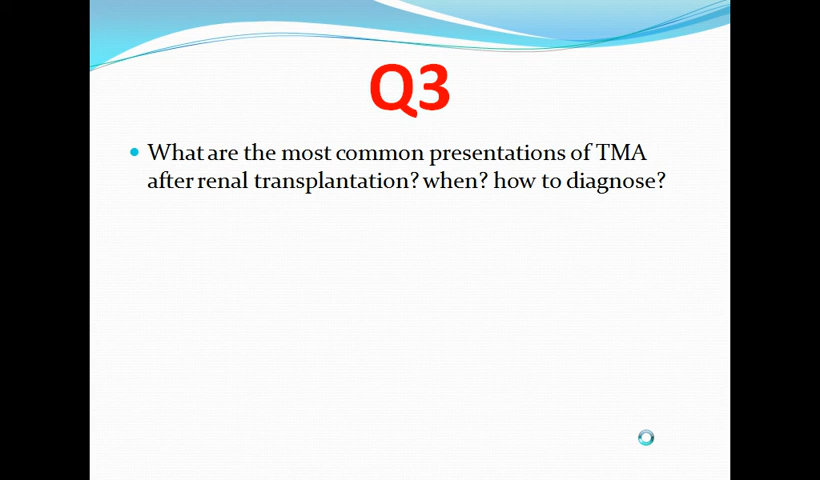 Q3
What are the most common presentations of TMA
after renal transplantation? when? how to diagnose?